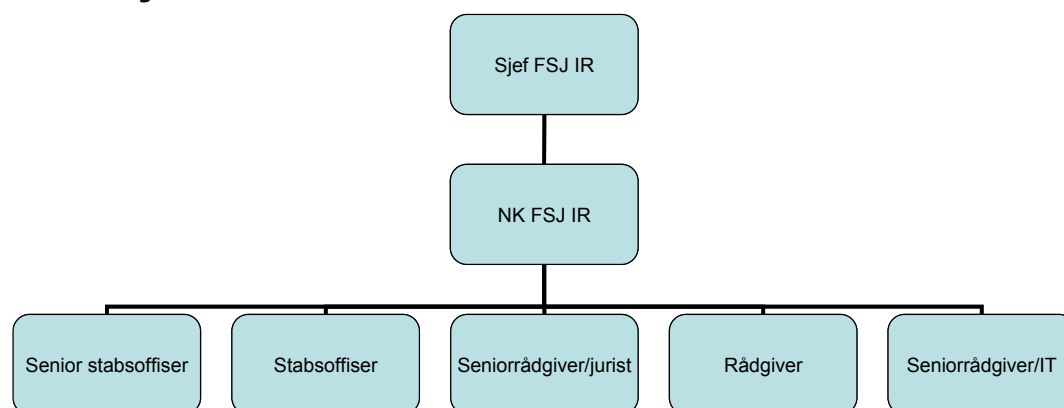 Sjef FSJ IR
NK FSJ IR
Senior stabsoffiser
Stabsoffiser
Seniorrådgiver/jurist
Rådgiver
Seniorrådgiver/IT